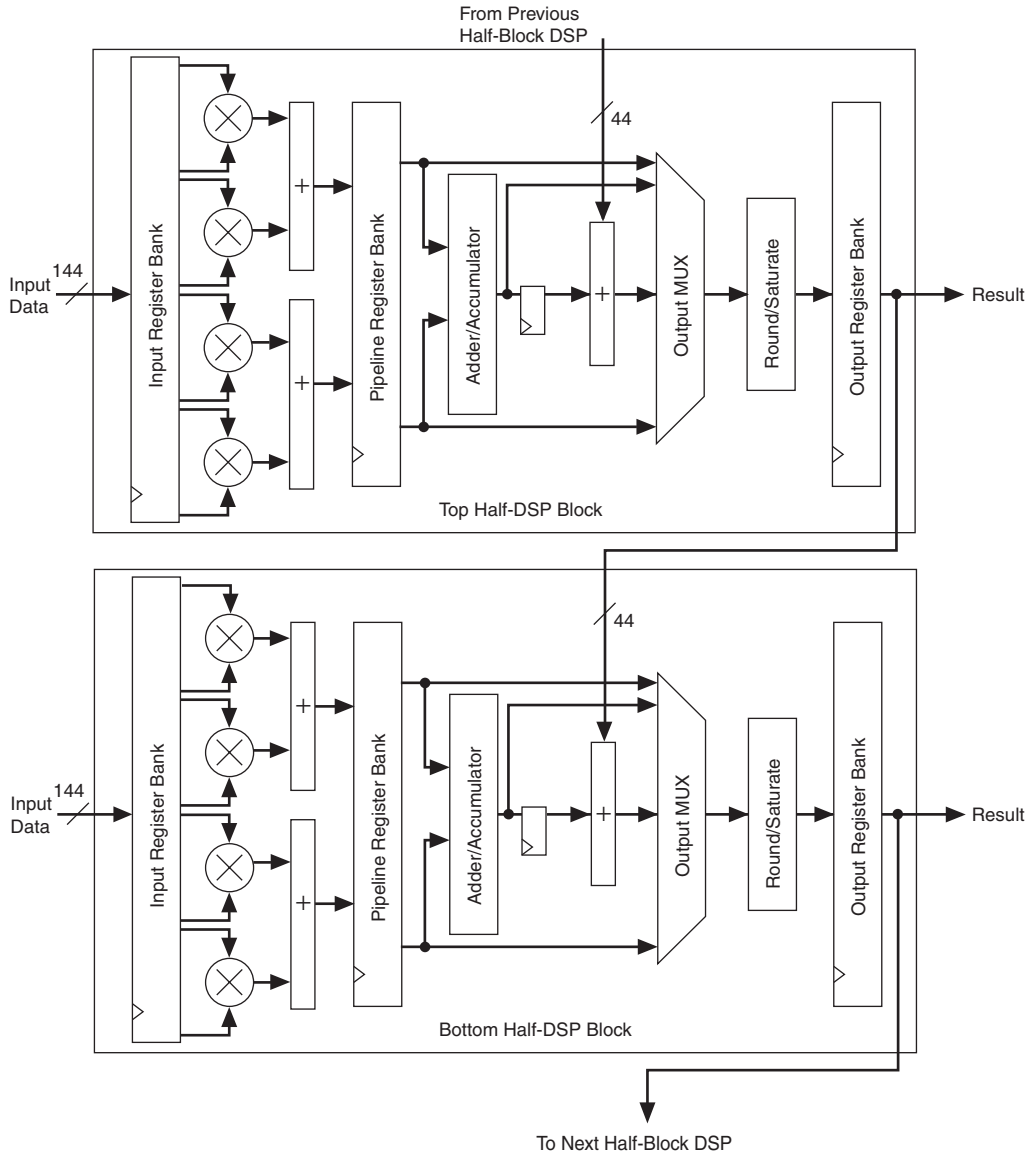 From Previous
Half-Block DSP
44
144
Input
Data
Input Register Bank
+
+
Pipeline Register Bank
Adder/Accumulator
+
Output MUX
Round/Saturate
Output Register Bank
Result
Top Half-DSP Block
44
144
Input
Data
Input Register Bank
+
+
Pipeline Register Bank
Adder/Accumulator
+
Output MUX
Round/Saturate
Output Register Bank
Result
Bottom Half-DSP Block
To Next Half-Block DSP